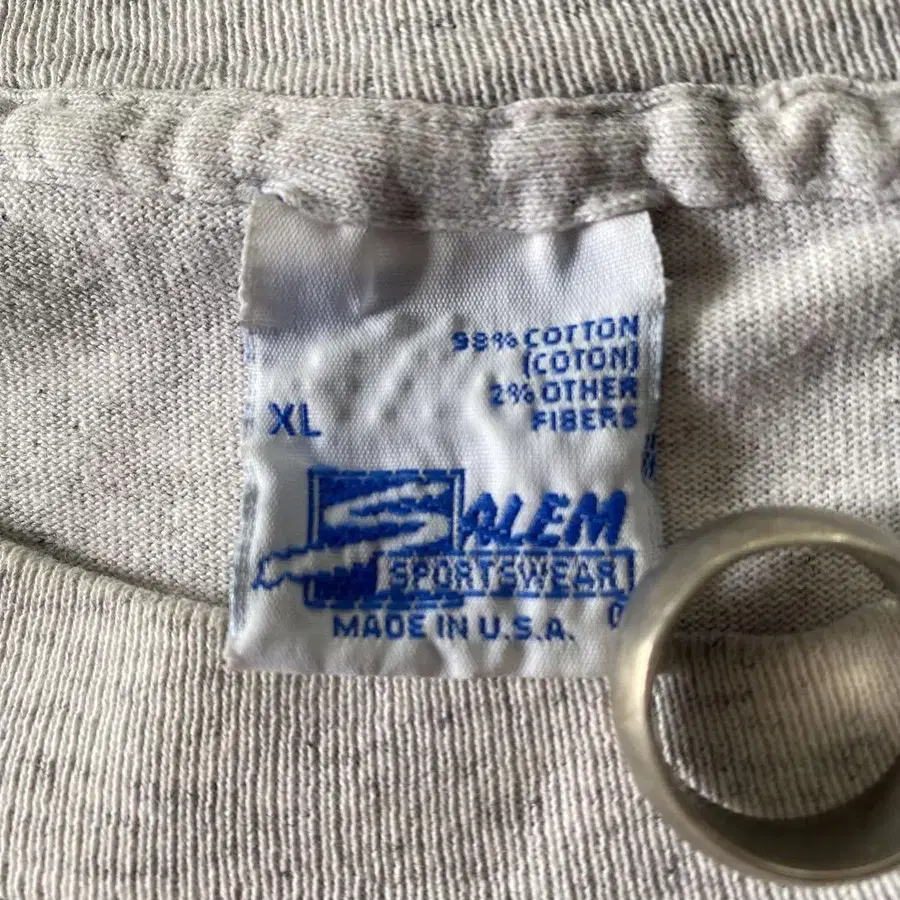 98% COTTON
(COTON)
2% OTHER
FIBERS
XL
SALEM
SPORTSWEAR
MADE IN U.S.A.